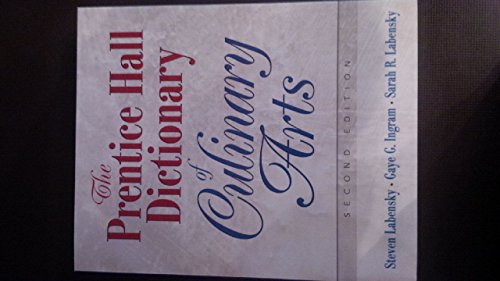 The
Prentice Hall
Dictionary
of
Culinary
Arts
SECOND EDITION
Steven Labensky · Gaye G. Ingram · Sarah R. Labensky